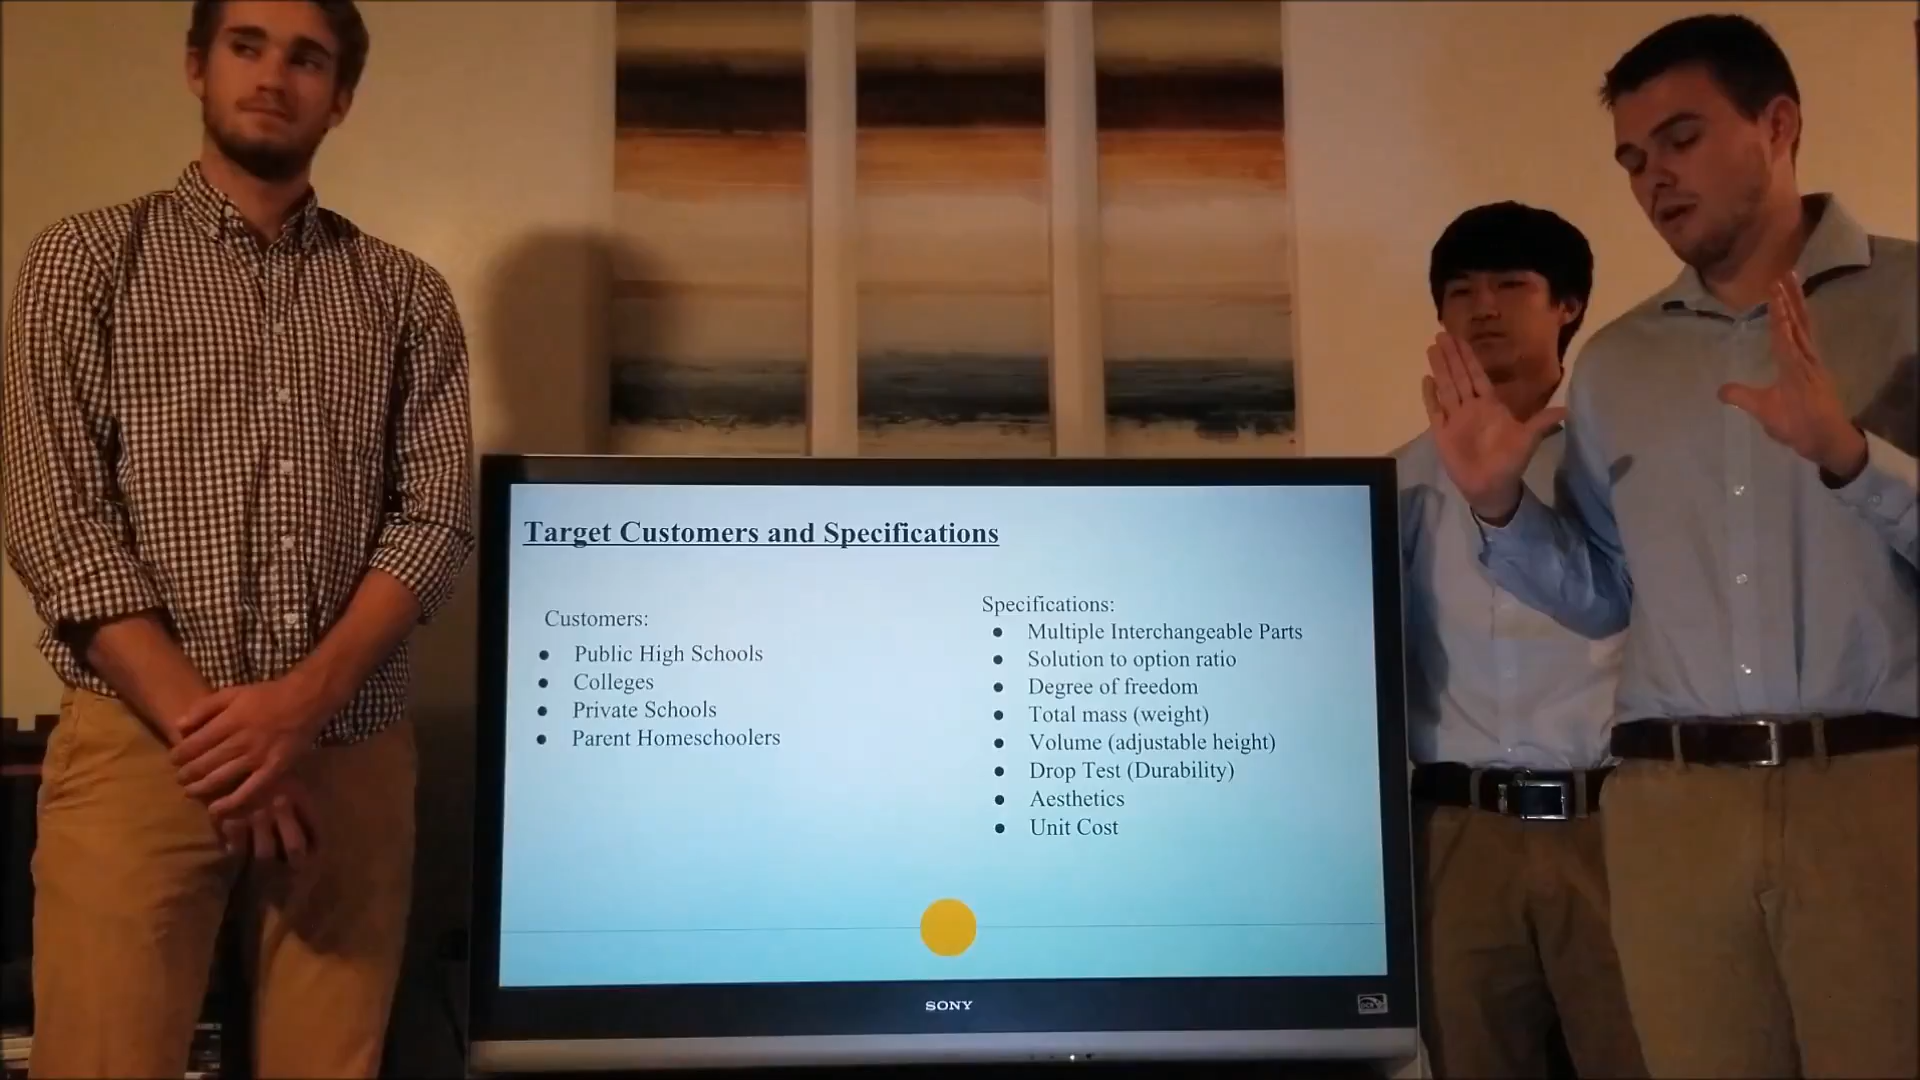 Target Customers and Specifications
Customers:
● Public High Schools
● Colleges
● Private Schools
● Parent Homeschoolers
Specifications:
● Multiple Interchangeable Parts
● Solution to option ratio
● Degree of freedom
● Total mass (weight)
● Volume (adjustable height)
● Drop Test (Durability)
● Aesthetics
● Unit Cost
SONY